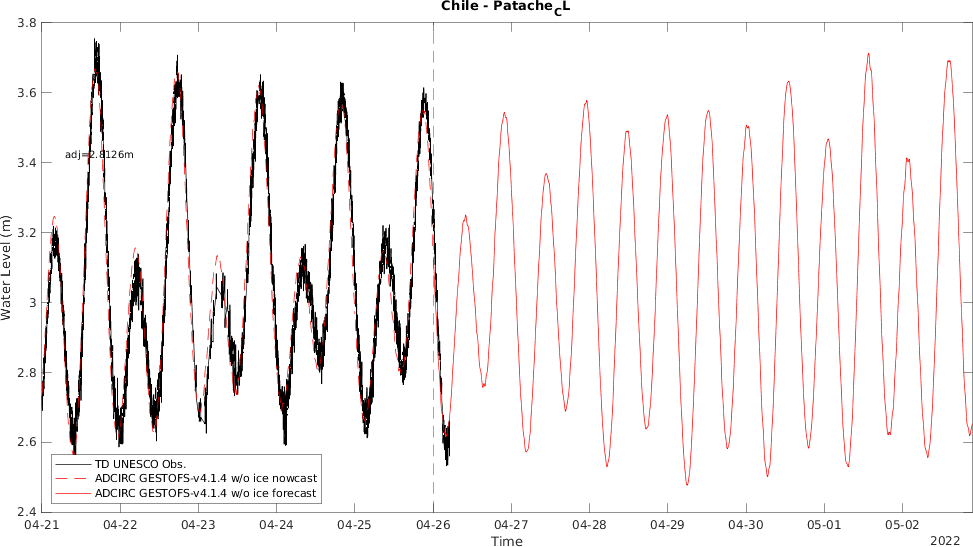 Chile - Patache_CL
3.8
3.6
3.4
3.2
3
2.8
2.6
2.4
Water Level (m)
adj=2.8126m
TD UNESCO Obs.
ADCIRC GESTOFS-v4.1.4 w/o ice nowcast
ADCIRC GESTOFS-v4.1.4 w/o ice forecast
04-21 04-22 04-23 04-24 04-25 04-26 04-27 04-28 04-29 04-30 05-01 05-02
Time
2022